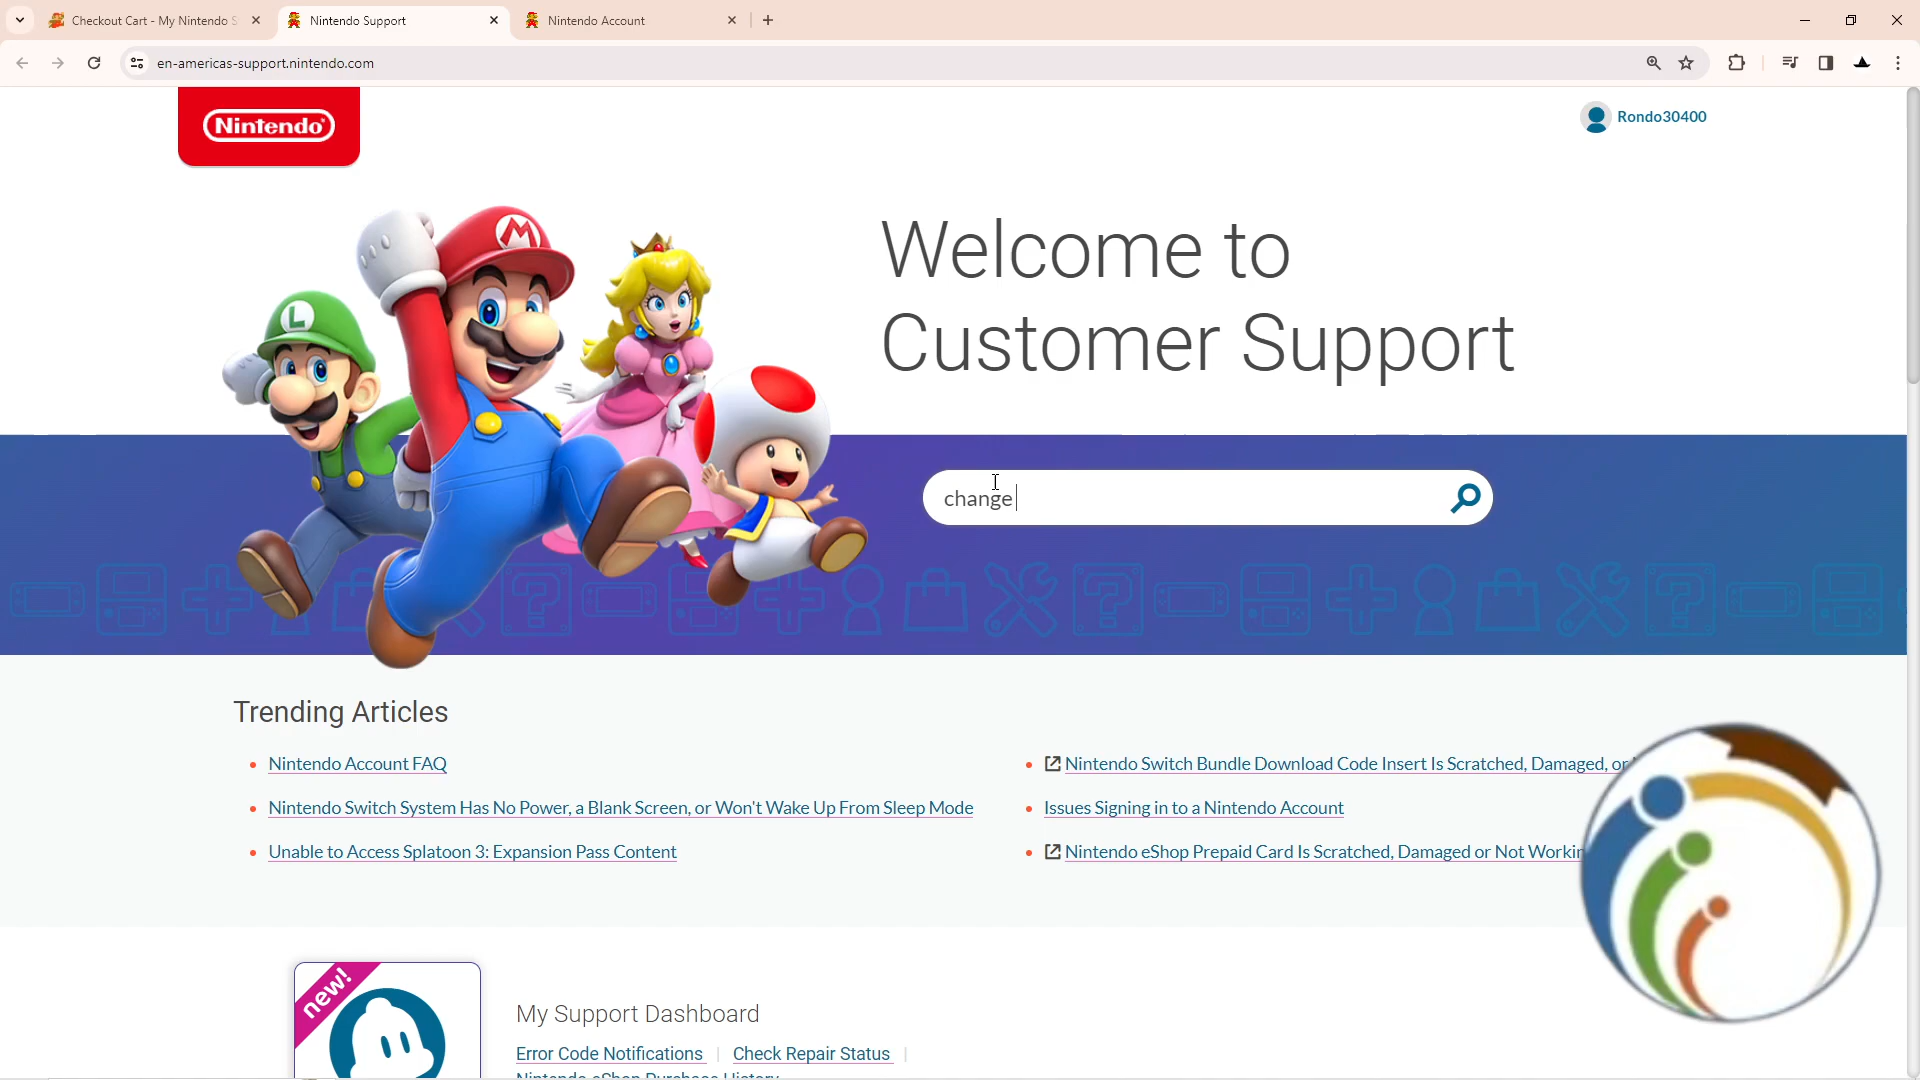 Checkout Cart - My Nintendo S
Nintendo Support
Nintendo Account
en-americas-support.nintendo.com
Nintendo
Rondo30400
Welcome to
Customer Support
M
L
change
Trending Articles
Nintendo Account FAQ
Nintendo Switch System Has No Power, a Blank Screen, or Won't Wake Up From Sleep Mode
Unable to Access Splatoon 3: Expansion Pass Content
Nintendo Switch Bundle Download Code Insert Is Scratched, Damaged, or
Issues Signing in to a Nintendo Account
Nintendo eShop Prepaid Card Is Scratched, Damaged or Not Workin
new!
My Support Dashboard
Error Code Notifications | Check Repair Status |
Nintendo eShop Purchase History